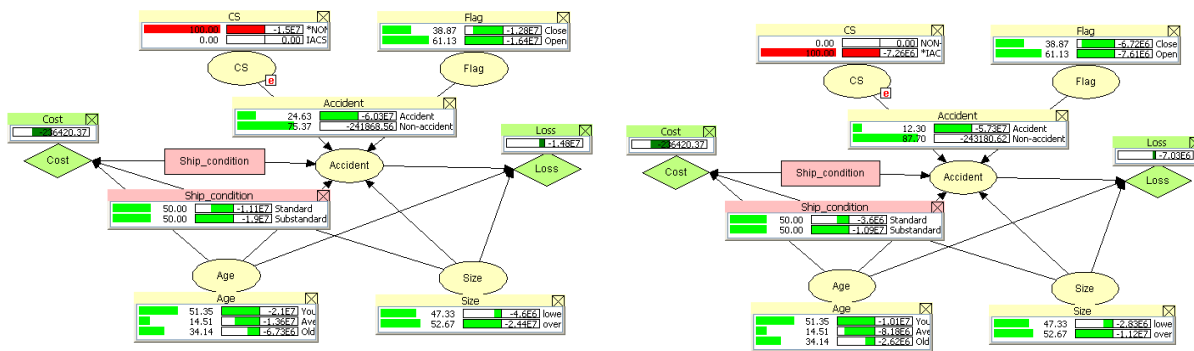 CS
100.00 -1.5E7 *NON
0.00 0.00 IACS
Flag
38.87 -1.28E7 Close
61.13 -1.64E7 Open
CS
e
Flag
Accident
24.63 -6.03E7 Accident
75.37 -241868.56 Non-accident
Cost
-236420.37
Loss
-1.48E7
Cost
Ship_condition
Accident
Loss
Ship_condition
50.00 -1.11E7 Standard
50.00 -1.9E7 Substandard
Age
Size
Age
51.35 -2.1E7 You
14.51 -1.36E7 Ave
34.14 -6.73E6 Old
Size
47.33 -4.6E6 lowe
52.67 -2.44E7 over
CS
0.00 0.00 NON-
100.00 -7.26E6 *IAC
Flag
38.87 -6.72E6 Close
61.13 -7.61E6 Open
CS
e
Flag
Accident
12.30 -5.73E7 Accident
87.70 -243180.62 Non-accident
Cost
-236420.37
Loss
-7.03E6
Cost
Ship_condition
Accident
Loss
Ship_condition
50.00 -3.6E6 Standard
50.00 -1.09E7 Substandard
Age
Size
Age
51.35 -1.01E7 You
14.51 -8.18E6 Ave
34.14 -2.62E6 Old
Size
47.33 -2.83E6 lowe
52.67 -1.12E7 over